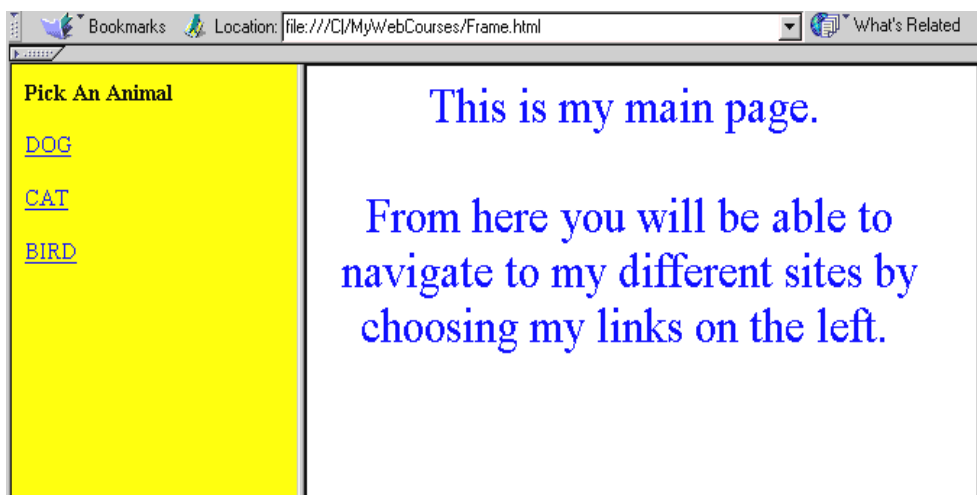 Bookmarks Location: file:///C|/MyWebCourses/Frame.html What's Related
Pick An Animal
DOG
CAT
BIRD
This is my main page.
From here you will be able to
navigate to my different sites by
choosing my links on the left.